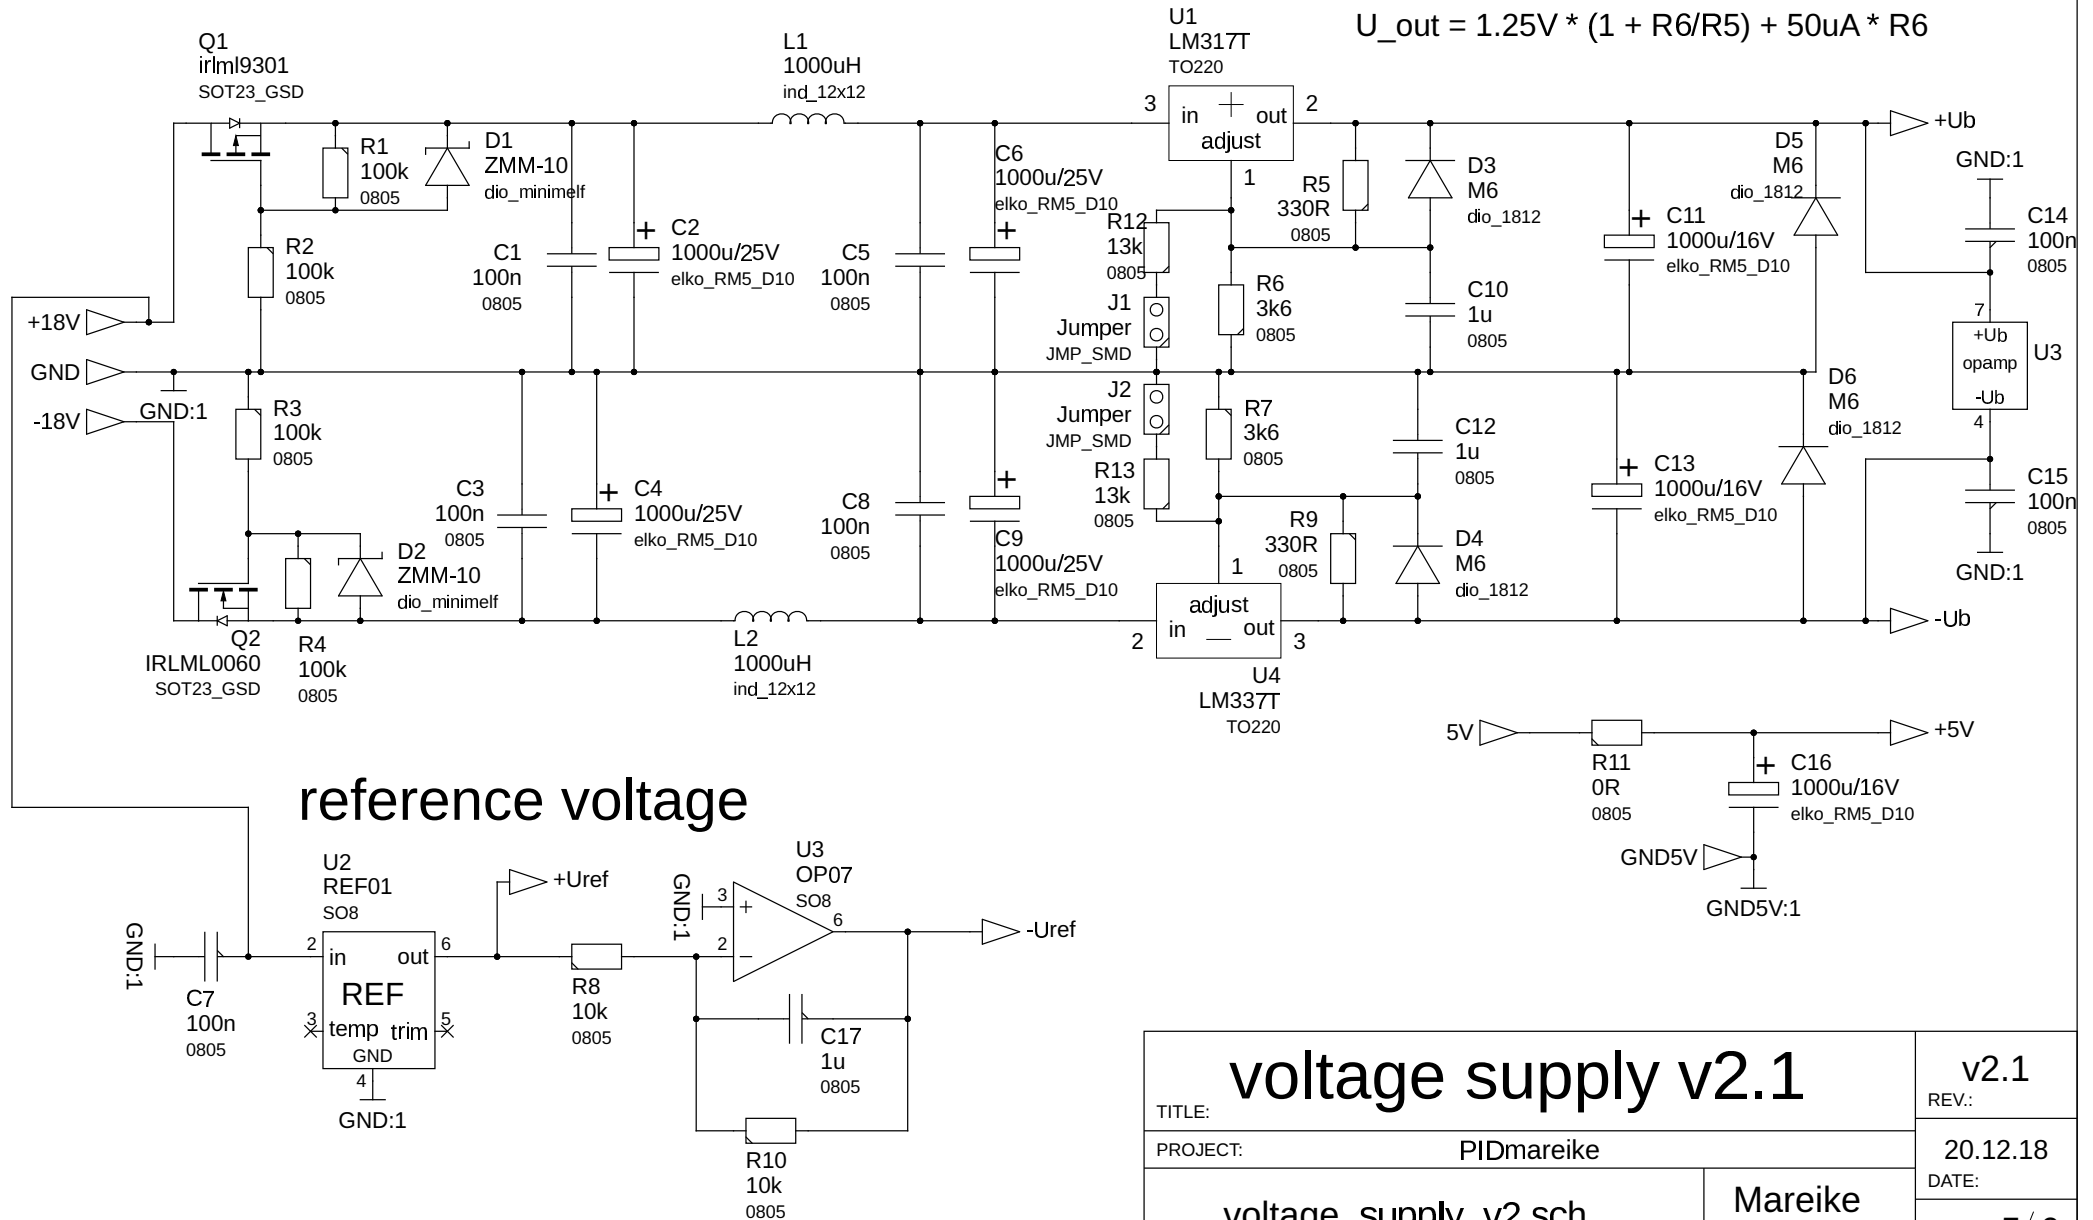 U_out = 1.25V * (1 + R6/R5) + 50uA * R6
Q1
irlml9301
SOT23_GSD
L1
1000uH
ind_12x12
U1
LM317T
TO220
3
in
+
out
adjust
2
1
R1
100k
0805
D1
ZMM-10
dio_minimelf
R2
100k
0805
C1
100n
0805
+
C2
1000u/25V
elko_RM5_D10
C5
100n
0805
C6
1000u/25V
elko_RM5_D10
+
R12
13k
0805
J1
Jumper
JMP_SMD
R5
330R
0805
R6
3k6
0805
D3
M6
dio_1812
C10
1u
0805
+
C11
1000u/16V
elko_RM5_D10
D5
M6
dio_1812
+Ub
GND:1
C14
100n
0805
7
+Ub
opamp
-Ub
U3
4
C15
100n
0805
GND:1
+18V
GND
-18V
GND:1
R3
100k
0805
C3
100n
0805
+
C4
1000u/25V
elko_RM5_D10
C8
100n
0805
+
C9
1000u/25V
elko_RM5_D10
J2
Jumper
JMP_SMD
R13
13k
0805
R7
3k6
0805
C12
1u
0805
R9
330R
0805
D4
M6
dio_1812
+
C13
1000u/16V
elko_RM5_D10
D6
M6
dio_1812
D2
ZMM-10
dio_minimelf
Q2
IRLML0060
SOT23_GSD
R4
100k
0805
L2
1000uH
ind_12x12
1
adjust
in
out
2
3
U4
LM337T
TO220
-Ub
5V
R11
0R
0805
+5V
+
C16
1000u/16V
elko_RM5_D10
GND5V
GND5V:1
reference voltage
U2
REF01
SO8
+Uref
GND:1
C7
100n
0805
2
in
out
6
REF
3
temp
trim
5
GND
4
GND:1
R8
10k
0805
U3
OP07
SO8
GND:1
3
+
2
−
6
-Uref
C17
1u
0805
R10
10k
0805
TITLE:
voltage supply v2.1
v2.1
REV.:
PROJECT:
PIDmareike
20.12.18
DATE:
voltage_supply_v2.sch
Mareike